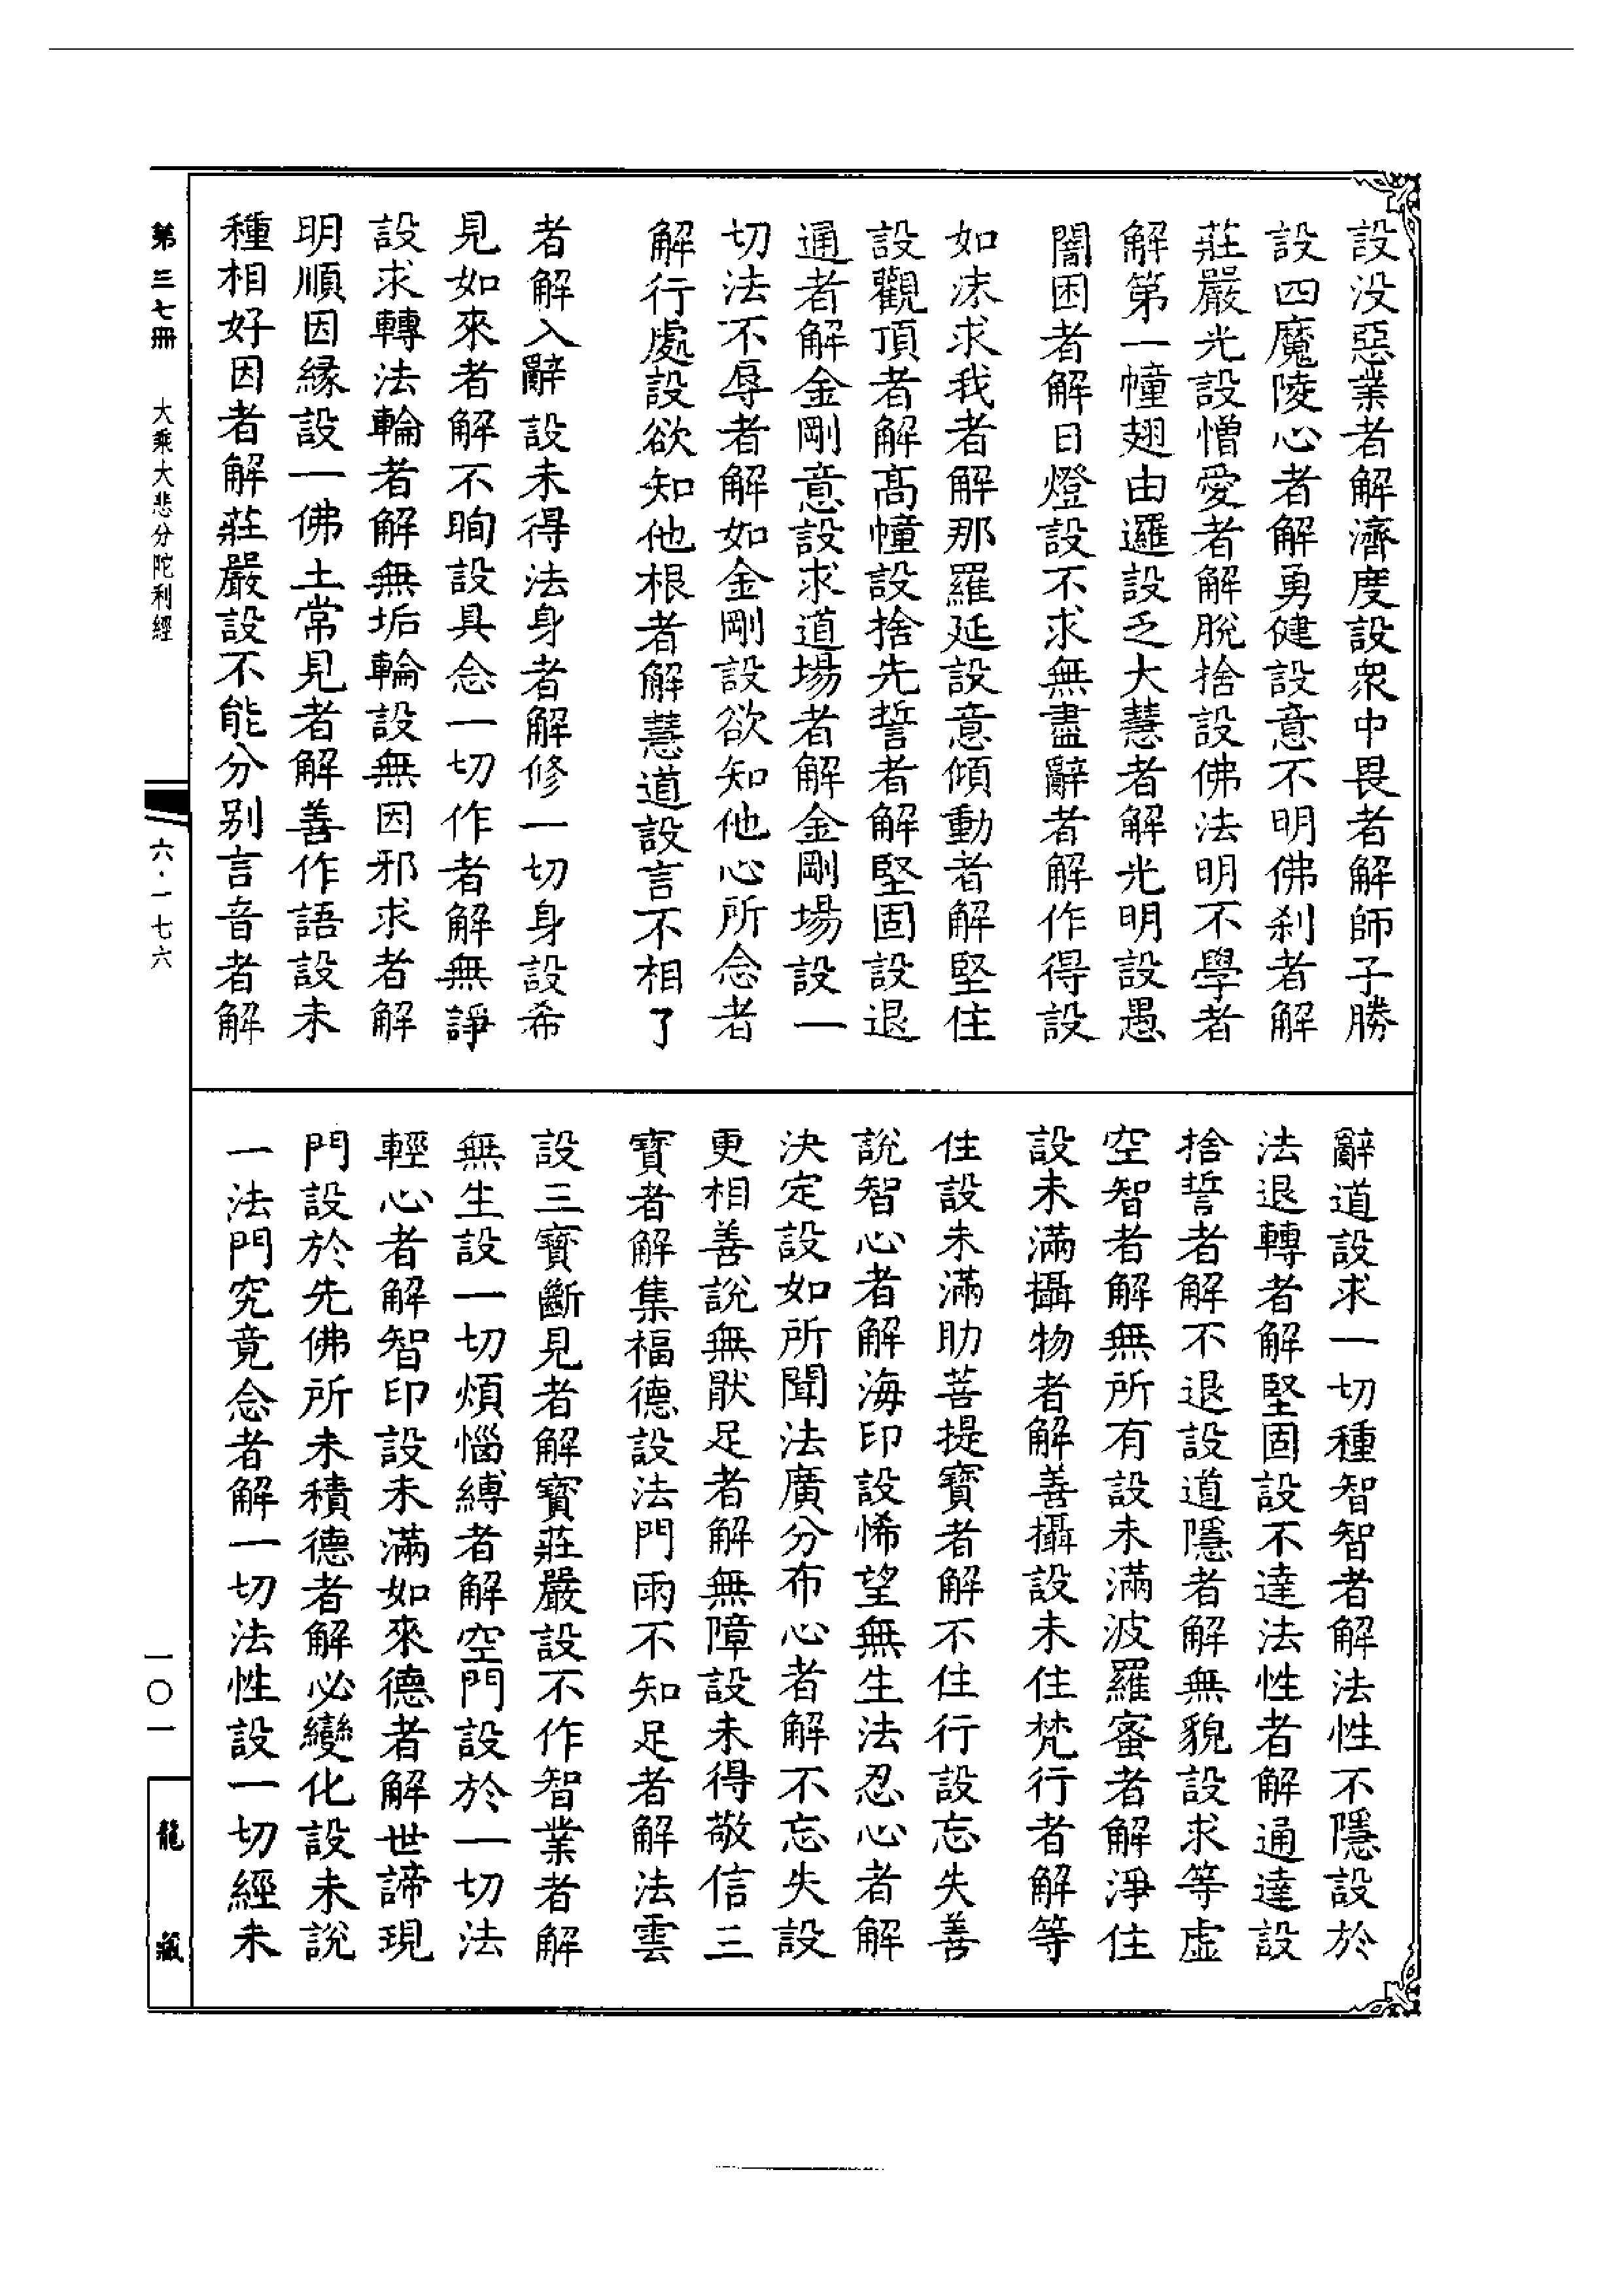 設没惡業者解濟度設衆中畏者解師子勝
設四魔陵心者解勇健設意不明佛刹者解
莊嚴光設憎愛者解脫捨設佛法明不學者
解第一幢翅由邏設乏大慧者解光明設愚
闇困者解日燈設不求無盡辭者解作得設
如沫求我者解那羅延設意傾動者解堅住
設觀頂者解髙幢設捨先誓者解堅固設退
通者解金剛意設求道場者解金剛場設一
切法不辱者解如金剛設欲知他心所念者
解行處設欲知他根者解慧道設言不相了
者解入辭設未得法身者解修一切身設希
見如來者解不眴設具念一切作者解無諍
設求轉法輪者解無垢輪設無因邪求者解
明順因縁設一佛土常見者解善作語設未
種相好因者解莊嚴設不能分别言音者解
辭道設求一切種智智者解法性不隱設於
法退轉者解堅固設不達法性者解通達設
捨誓者解不退設道隱者解無貌設求等虛
空智者解無所有設未滿波羅蜜者解淨住
設未滿攝物者解善攝設未住梵行者解等
住設未滿肋菩提寳者解不住行設忘失善
說智心者解海印設悕望無生法忍心者解
決定設如所聞法廣分布心者解不忘失設
更相善說無猒足者解無障設未得敬信三
寳者解集福德設法門雨不知足者解法雲
設三寳斷見者解寳莊嚴設不作智業者解
無生設一切煩惱縛者解空門設於一切法
輕心者解智印設未滿如來德者解世諦現
門設於先佛所未積德者解必變化設未說
一法門究竟念者解一切法性設一切經未
第三七冊 大乘大悲分陀利經 六·一七六
一〇一
龍藏